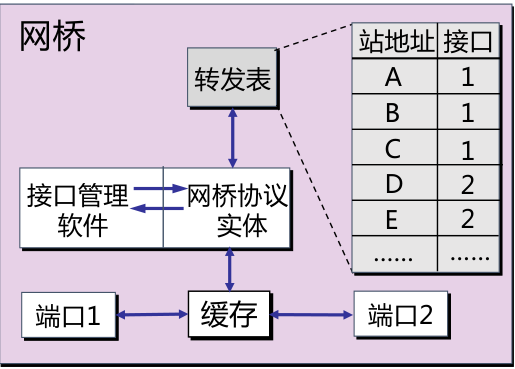 网桥
转发表
站地址 接口
A 1
B 1
C 1
D 2
E 2
...... ......
接口管理
软件
网桥协议
实体
端口1
缓存
端口2